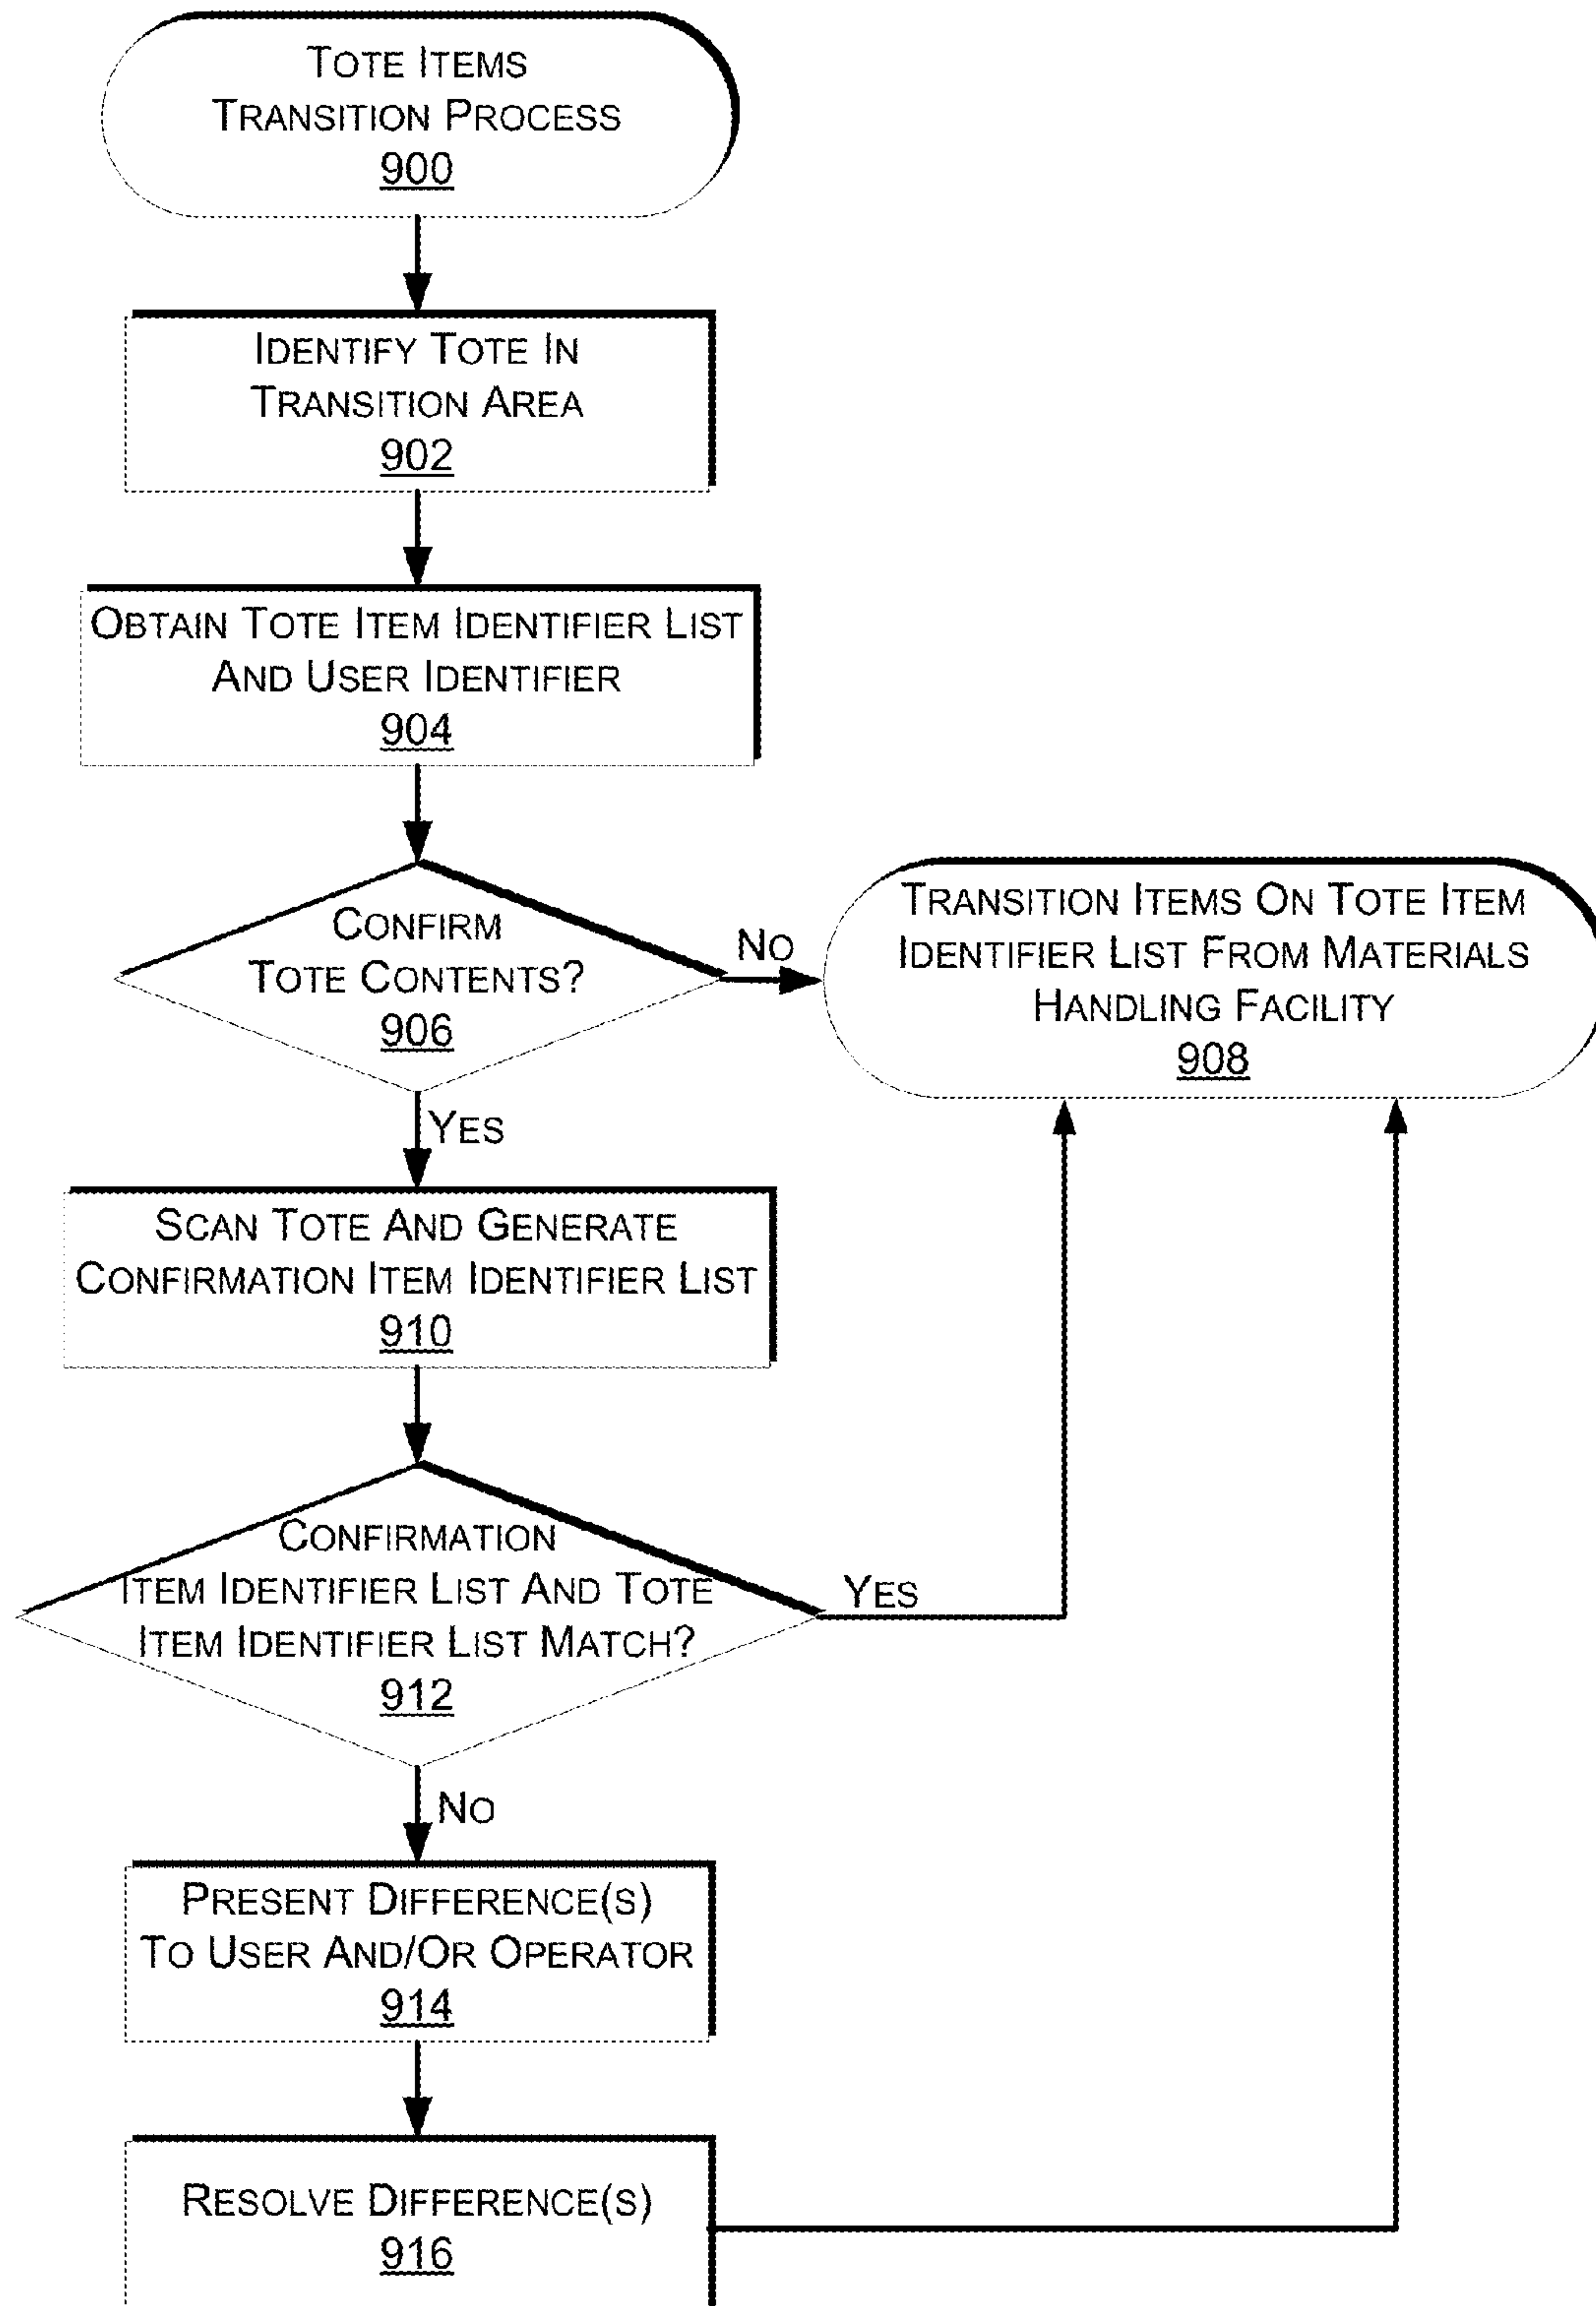 TOTE ITEMS
TRANSITION PROCESS
900
IDENTIFY TOTE IN
TRANSITION AREA
902
OBTAIN TOTE ITEM IDENTIFIER LIST
AND USER IDENTIFIER
904
CONFIRM
TOTE CONTENTS?
906
NO
TRANSITION ITEMS ON TOTE ITEM
IDENTIFIER LIST FROM MATERIALS
HANDLING FACILITY
908
YES
SCAN TOTE AND GENERATE
CONFIRMATION ITEM IDENTIFIER LIST
910
CONFIRMATION
ITEM IDENTIFIER LIST AND TOTE
ITEM IDENTIFIER LIST MATCH?
912
YES
NO
PRESENT DIFFERENCE(S)
TO USER AND/OR OPERATOR
914
RESOLVE DIFFERENCE(S)
916